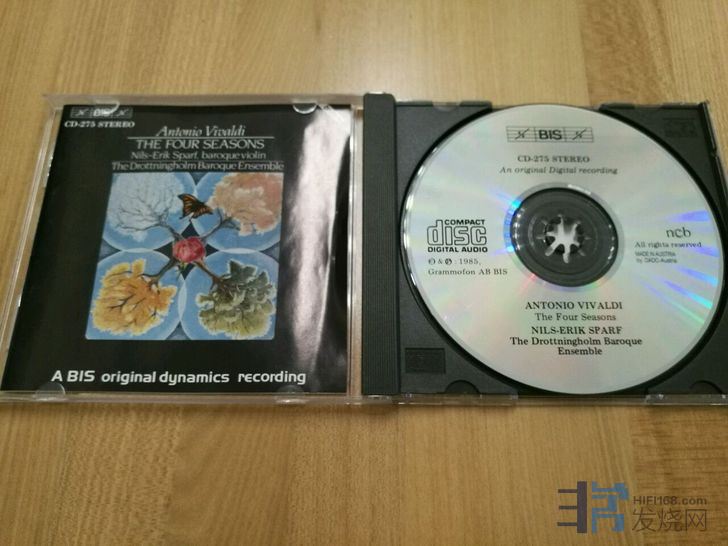 BIS
CD-275 STEREO
Antonio Vivaldi
THE FOUR SEASONS
Nils-Erik Sparf, baroque violin
The Drottningholm Baroque Ensemble
A BIS original dynamics recording
BIS
CD-275 STEREO
An original Digital recording
COMPACT
disc
DIGITAL AUDIO
℗ & © : 1985,
Grammofon AB BIS
ncb
All rights reserved
MADE IN AUSTRIA
by DADC-Austria
ANTONIO VIVALDI
The Four Seasons
NILS-ERIK SPARF
The Drottningholm Baroque
Ensemble
HIFI168.com
发烧网